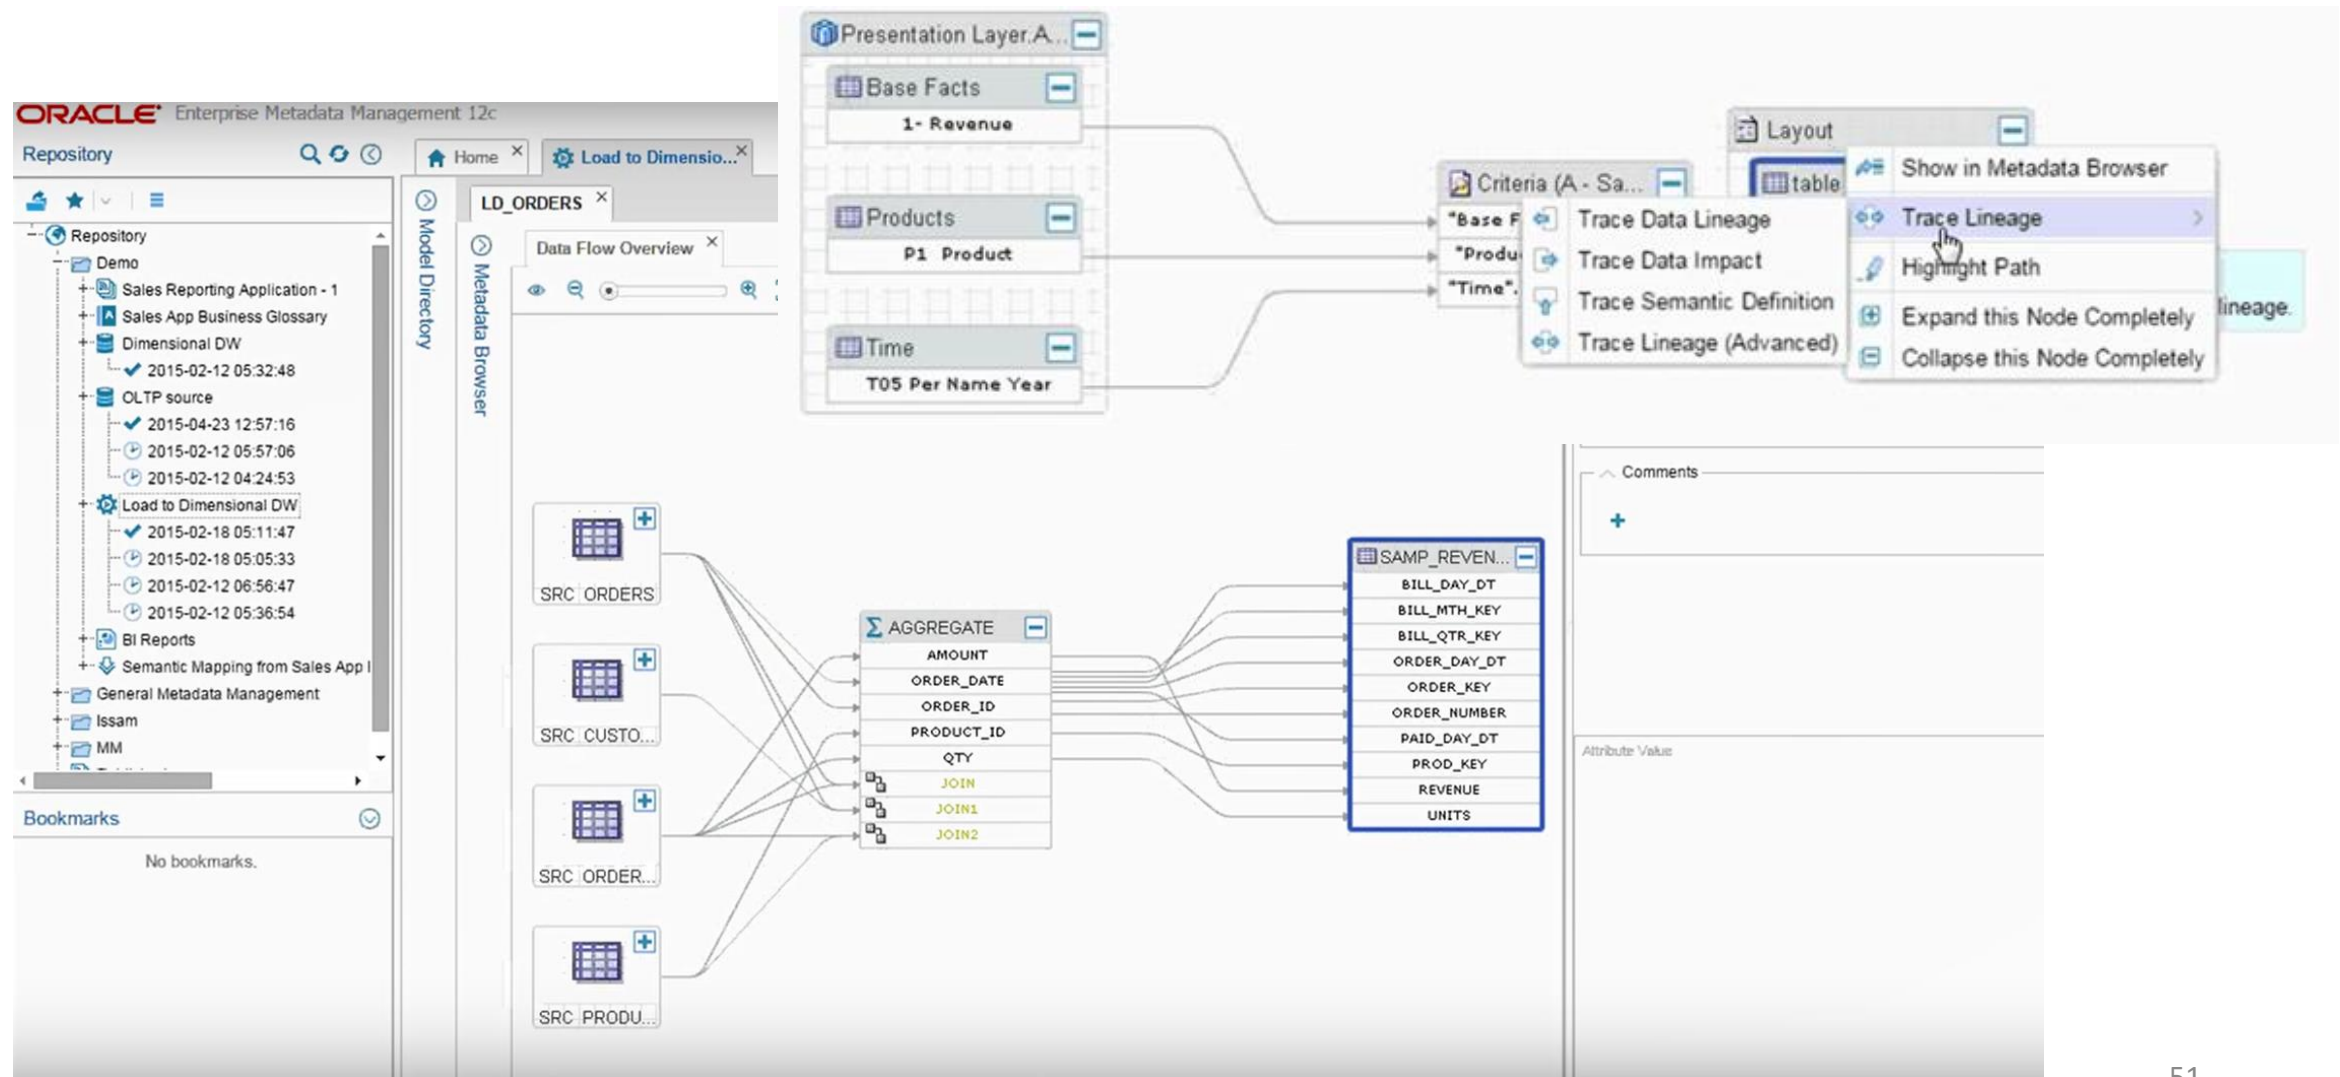 ORACLE Enterprise Metadata Management 12c
Repository
Home
Load to Dimensio...
LD_ORDERS
Data Flow Overview
Model Directory
Metadata Browser
Repository
Demo
Sales Reporting Application - 1
Sales App Business Glossary
Dimensional DW
2015-02-12 05:32:48
OLTP source
2015-04-23 12:57:16
2015-02-12 05:57:06
2015-02-12 04:24:53
Load to Dimensional DW
2015-02-18 05:11:47
2015-02-18 05:05:33
2015-02-12 06:56:47
2015-02-12 05:36:54
BI Reports
Semantic Mapping from Sales App
General Metadata Management
Issam
MM
Bookmarks
No bookmarks.
Presentation Layer.A...
Base Facts
1- Revenue
Products
P1 Product
Time
T05 Per Name Year
Criteria (A - Sa...
"Base F
"Produ
"Time".
Layout
table
Trace Data Lineage
Trace Data Impact
Trace Semantic Definition
Trace Lineage (Advanced)
Show in Metadata Browser
Trace Lineage
Highlight Path
Expand this Node Completely
Collapse this Node Completely
lineage.
SRC ORDERS
SRC CUSTO...
SRC ORDER...
SRC PRODU...
AGGREGATE
AMOUNT
ORDER_DATE
ORDER_ID
PRODUCT_ID
QTY
JOIN
JOIN1
JOIN2
SAMP_REVEN...
BILL_DAY_DT
BILL_MTH_KEY
BILL_QTR_KEY
ORDER_DAY_DT
ORDER_KEY
ORDER_NUMBER
PAID_DAY_DT
PROD_KEY
REVENUE
UNITS
Comments
Attribute Value
51